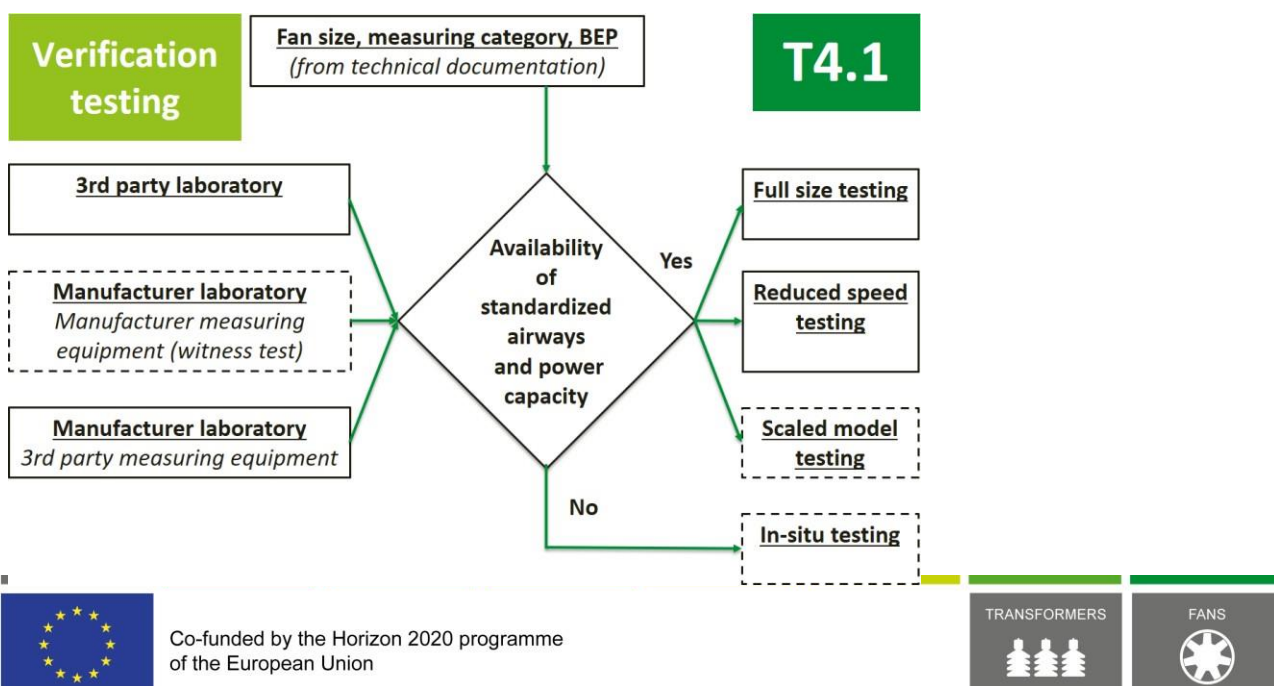 Verification
testing
Fan size, measuring category, BEP
(from technical documentation)
T4.1
3rd party laboratory
Manufacturer laboratory
Manufacturer measuring
equipment (witness test)
Manufacturer laboratory
3rd party measuring equipment
Availability
of
standardized
airways
and power
capacity
Yes
No
Full size testing
Reduced speed
testing
Scaled model
testing
In-situ testing
Co-funded by the Horizon 2020 programme
of the European Union
TRANSFORMERS
FANS